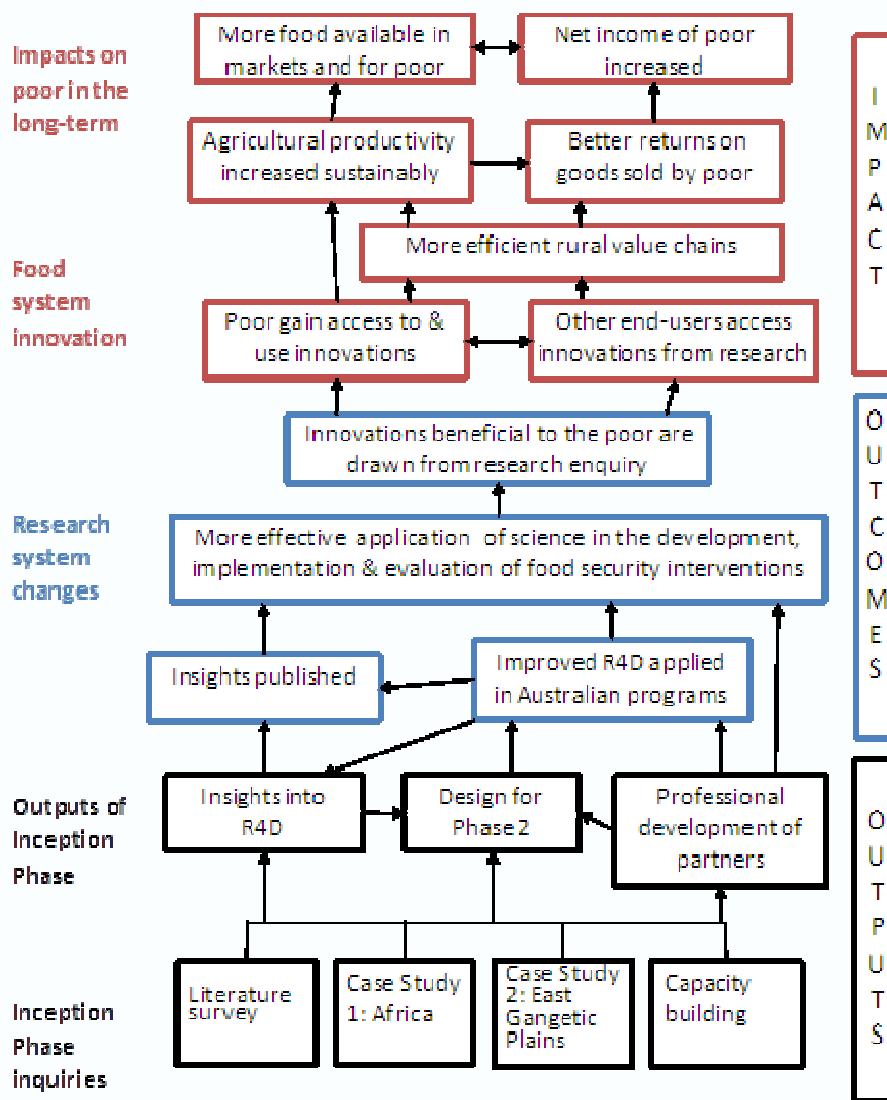 Impacts on
poor in the
long-term
More food available in
markets and for poor
Net income of poor
increased
Agricultural productivity
increased sustainably
Better returns on
goods sold by poor
Food
system
innovation
More efficient rural value chains
Poor gain access to &
use innovations
Other end-users access
innovations from research
I
M
P
A
C
T
Innovations beneficial to the poor are
drawn from research enquiry
Research
system
changes
More effective application of science in the development,
implementation & evaluation of food security interventions
Insights published
Improved R4D applied
in Australian programs
O
U
T
C
O
M
E
S
Outputs of
Inception
Phase
Insights into
R4D
Design for
Phase 2
Professional
development of
partners
Inception
Phase
inquiries
Literature
survey
Case Study
1: Africa
Case Study
2: East
Gangetic
Plains
Capacity
building
O
U
T
P
U
T
S